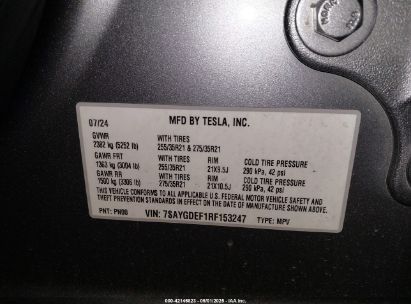 07/24 MFD BY TESLA, INC.
GVWR WITH TIRES
2382 kg (5252 lb) 255/35R21 & 275/35R21
GAWR FRT WITH TIRES RIM COLD TIRE PRESSURE
1363 kg (3004 lb) 255/35R21 21X9.5J 290 kPa, 42 psi
GAWR RR WITH TIRES RIM COLD TIRE PRESSURE
1500 kg (3306 lb) 275/35R21 21X10.5J 290 kPa, 42 psi
THIS VEHICLE CONFORMS TO ALL APPLICABLE U.S. FEDERAL MOTOR VEHICLE SAFETY AND
THEFT PREVENTION STANDARDS IN EFFECT ON THE DATE OF MANUFACTURE SHOWN ABOVE.
PNT: PN00 VIN: 7SAYGDEF1RF153247 TYPE: MPV